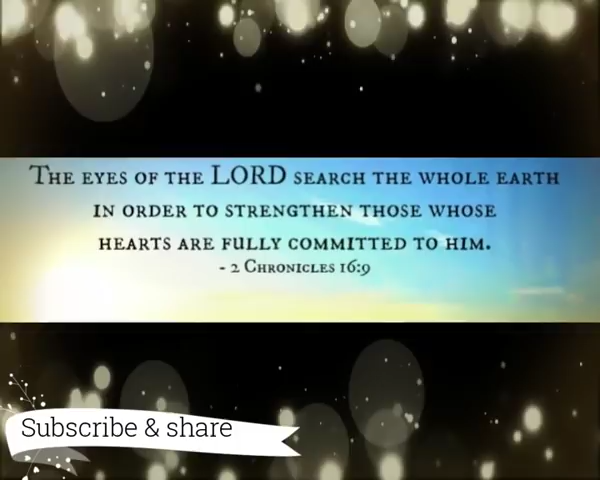 The eyes of the LORD search the whole earth
in order to strengthen those whose
hearts are fully committed to him.
- 2 Chronicles 16:9
Subscribe & share